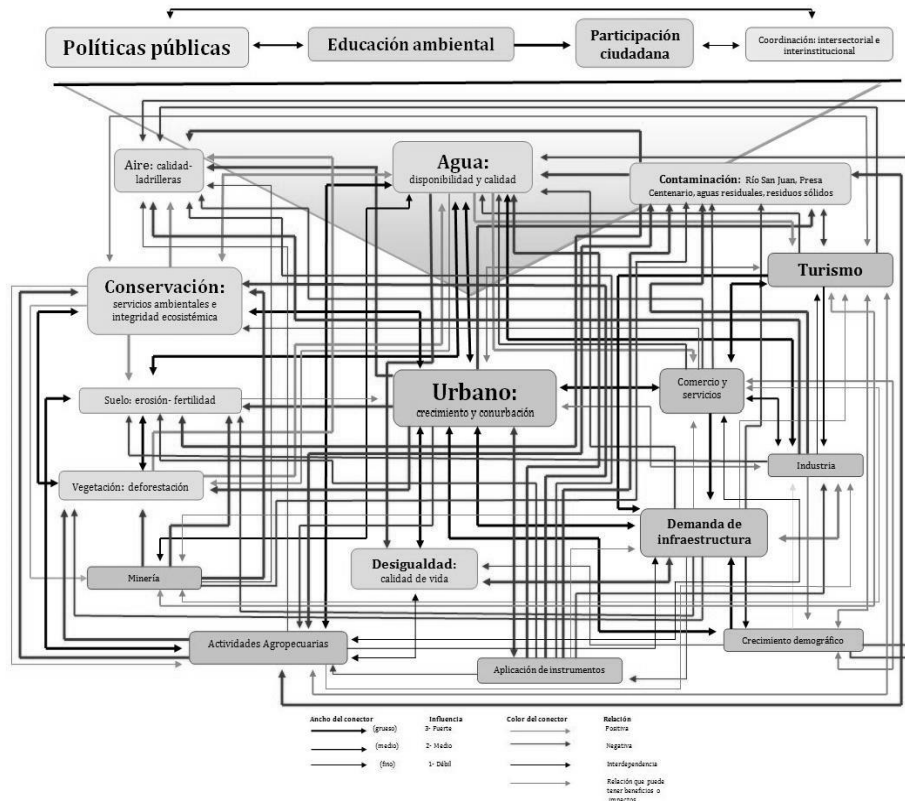 Políticas públicas
Educación ambiental
Participación
ciudadana
Coordinación: intersectorial e
interinstitucional
Aire: calidad-
ladrilleras
Agua:
disponibilidad y calidad
Contaminación: Río San Juan, Presa
Centenario, aguas residuales, residuos sólidos
Conservación:
servicios ambientales e
integridad ecosistémica
Turismo
Suelo: erosión- fertilidad
Urbano:
crecimiento y conurbación
Comercio y
servicios
Vegetación: deforestación
Industria
Demanda de
infraestructura
Minería
Desigualdad:
calidad de vida
Actividades Agropecuarias
Aplicación de instrumentos
Crecimiento demográfico
Ancho del conector
Influencia
Color del conector
Relación
(grueso)
3- Fuerte
Positiva
(medio)
2- Medio
Negativa
(fino)
1- Débil
Interdependencia
Relación que puede
tener beneficios o
impactos